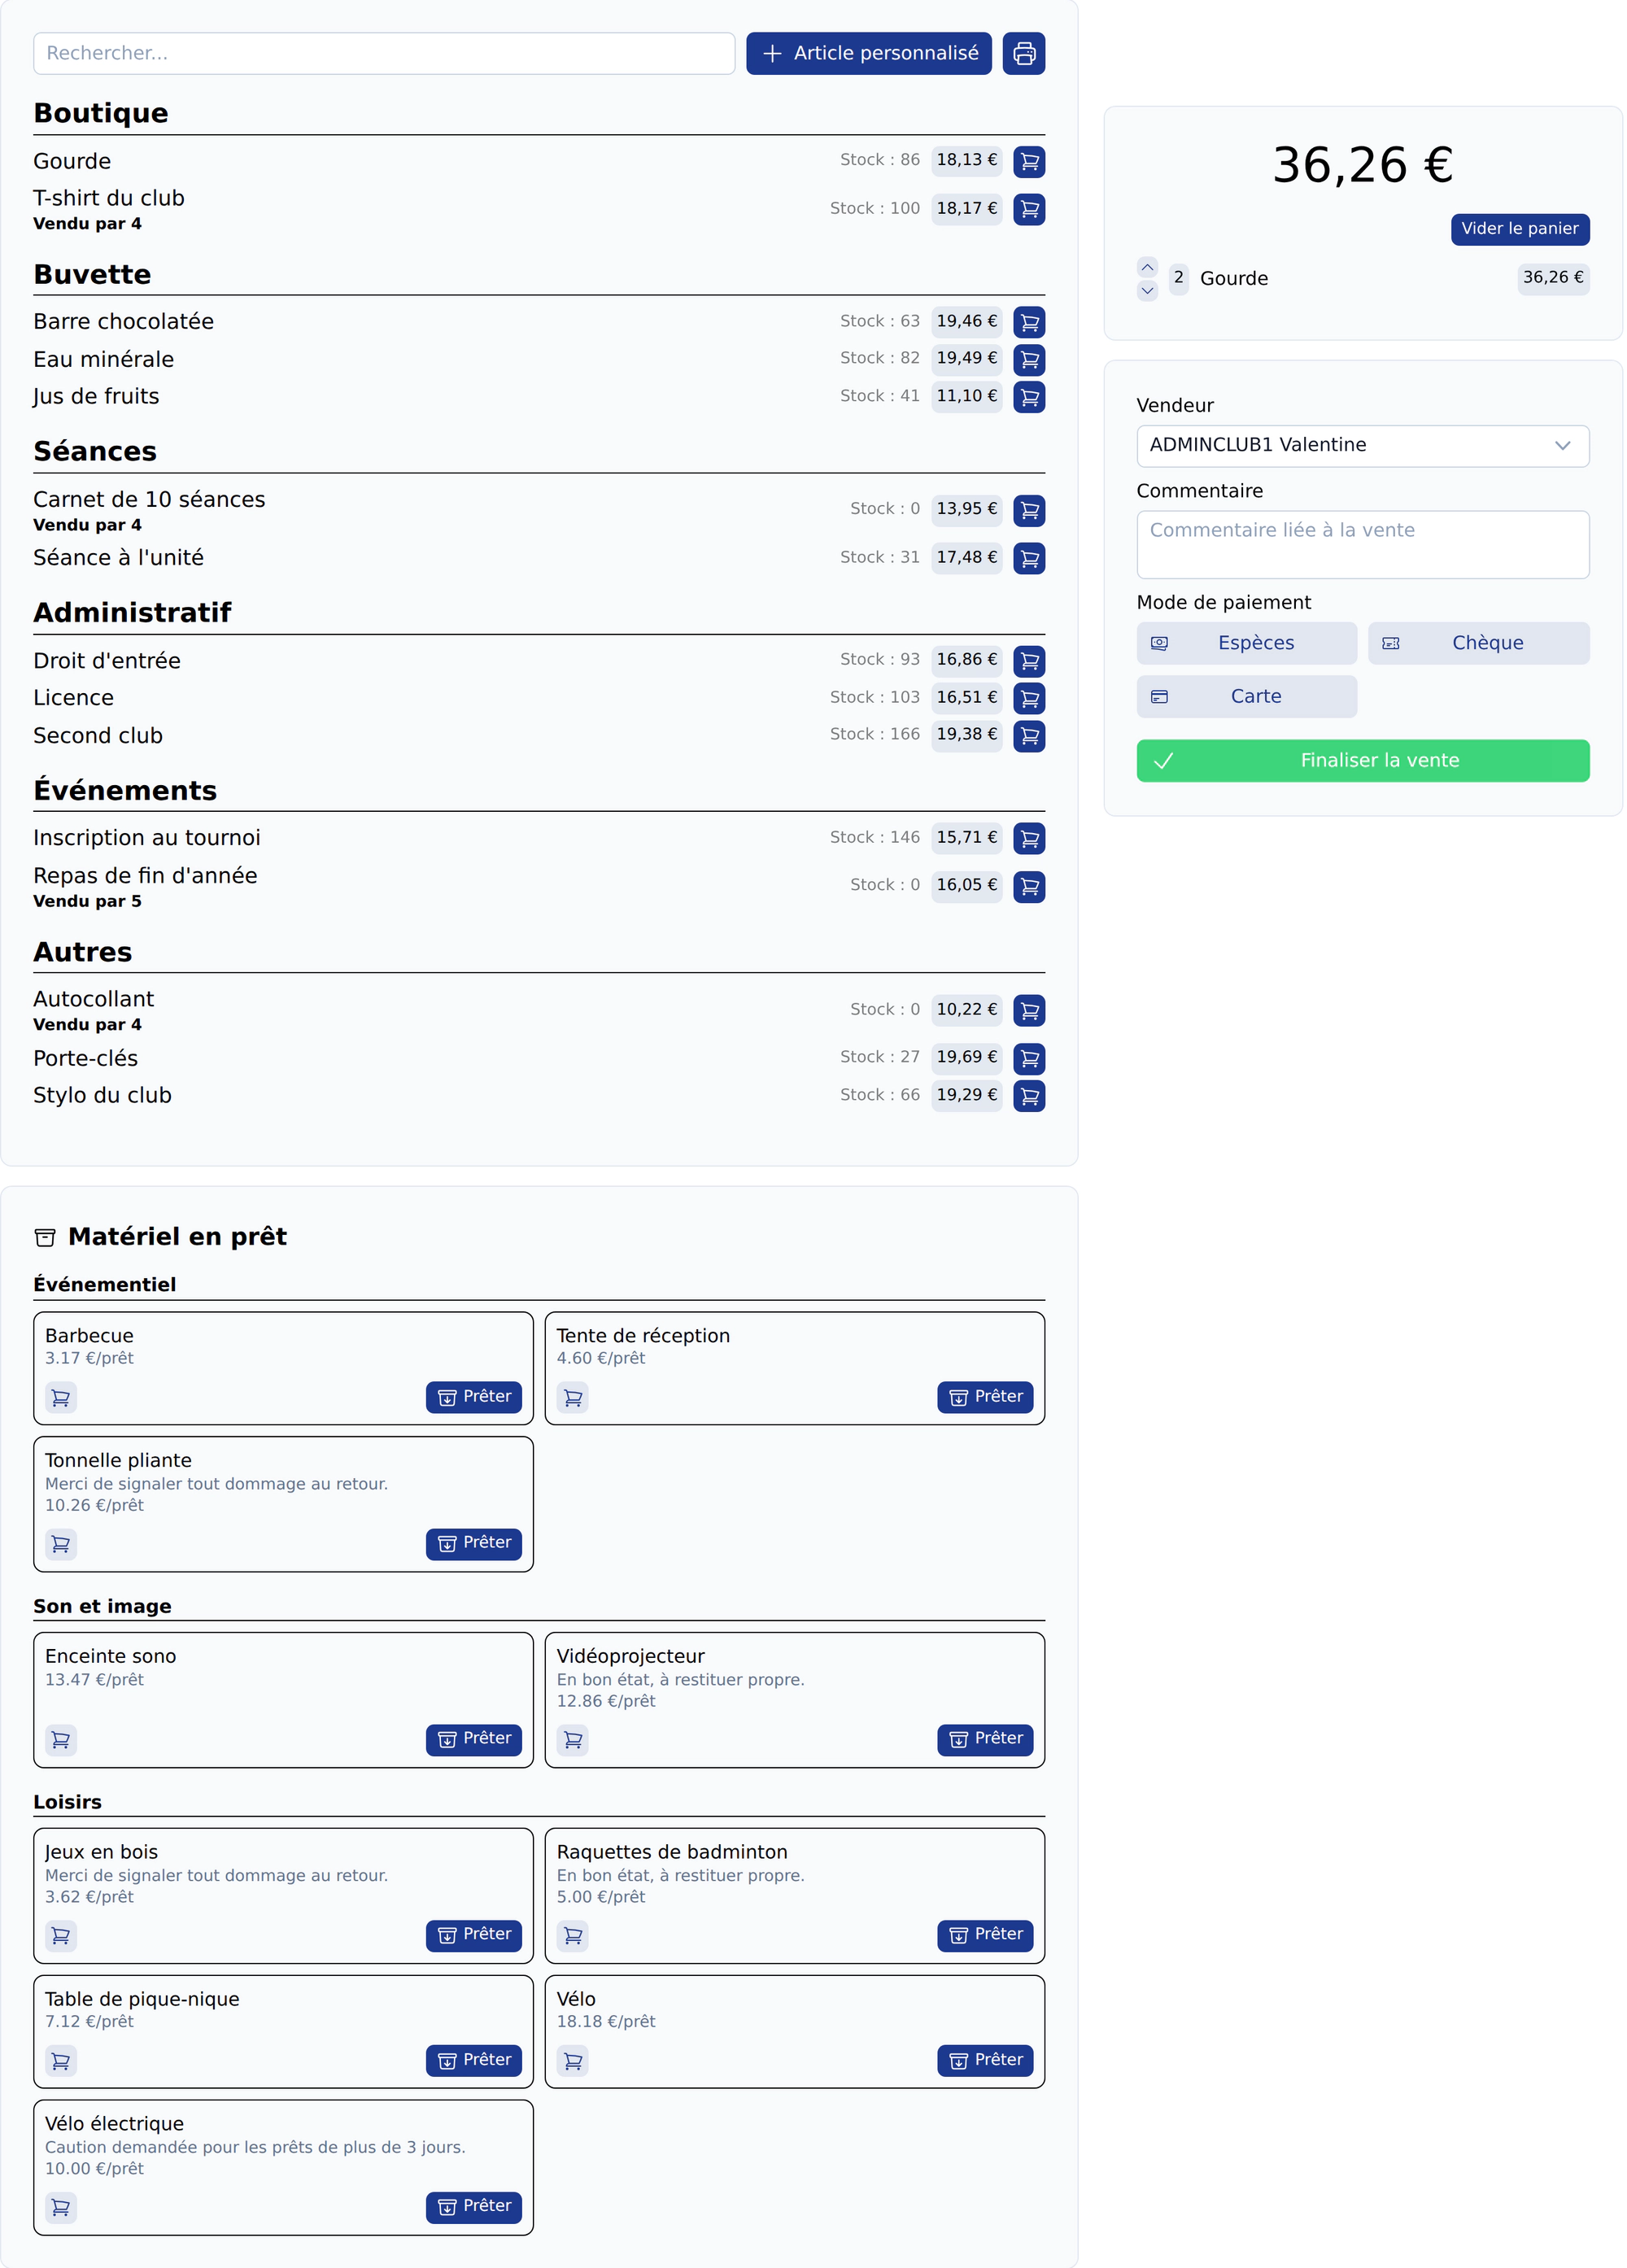 Rechercher...
Article personnalisé
Boutique
Gourde
Stock : 86
18,13 €
T-shirt du club
Vendu par 4
Stock : 100
18,17 €
Buvette
Barre chocolatée
Stock : 63
19,46 €
Eau minérale
Stock : 82
19,49 €
Jus de fruits
Stock : 41
11,10 €
Séances
Carnet de 10 séances
Vendu par 4
Stock : 0
13,95 €
Séance à l'unité
Stock : 31
17,48 €
Administratif
Droit d'entrée
Stock : 93
16,86 €
Licence
Stock : 103
16,51 €
Second club
Stock : 166
19,38 €
Événements
Inscription au tournoi
Stock : 146
15,71 €
Repas de fin d'année
Vendu par 5
Stock : 0
16,05 €
Autres
Autocollant
Vendu par 4
Stock : 0
10,22 €
Porte-clés
Stock : 27
19,69 €
Stylo du club
Stock : 66
19,29 €
Matériel en prêt
Événementiel
Barbecue
3.17 €/prêt
Prêter
Tente de réception
4.60 €/prêt
Prêter
Tonnelle pliante
Merci de signaler tout dommage au retour.
10.26 €/prêt
Prêter
Son et image
Enceinte sono
13.47 €/prêt
Prêter
Vidéoprojecteur
En bon état, à restituer propre.
12.86 €/prêt
Prêter
Loisirs
Jeux en bois
Merci de signaler tout dommage au retour.
3.62 €/prêt
Prêter
Raquettes de badminton
En bon état, à restituer propre.
5.00 €/prêt
Prêter
Table de pique-nique
7.12 €/prêt
Prêter
Vélo
18.18 €/prêt
Prêter
Vélo électrique
Caution demandée pour les prêts de plus de 3 jours.
10.00 €/prêt
Prêter
36,26 €
Vider le panier
2
Gourde
36,26 €
Vendeur
ADMINCLUB1 Valentine
Commentaire
Commentaire liée à la vente
Mode de paiement
Espèces
Chèque
Carte
Finaliser la vente